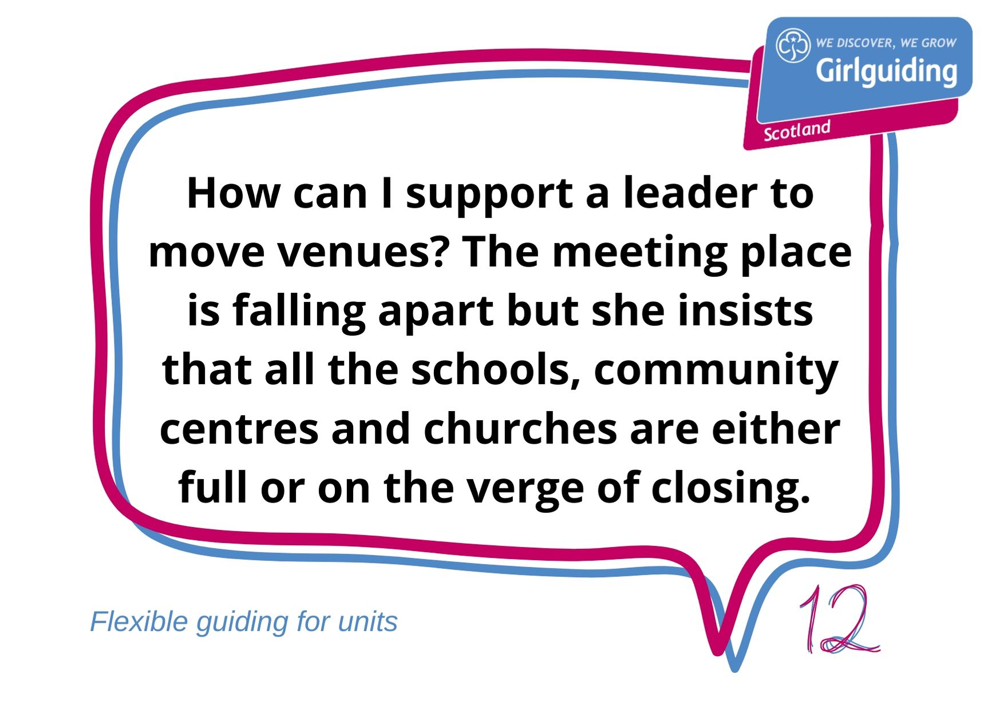 WE DISCOVER, WE GROW
Girlguiding
Scotland
How can I support a leader to
move venues? The meeting place
is falling apart but she insists
that all the schools, community
centres and churches are either
full or on the verge of closing.
Flexible guiding for units
12